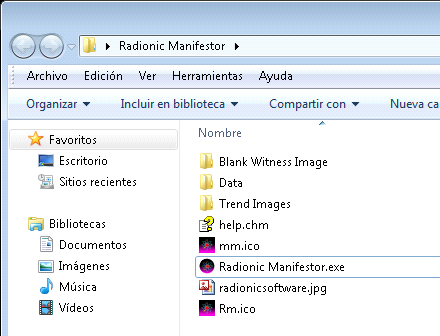 Radionic Manifestor
Archivo Edición Ver Herramientas Ayuda
Organizar Incluir en biblioteca Compartir con Nueva ca
Favoritos
Escritorio
Sitios recientes
Bibliotecas
Documentos
Imágenes
Música
Vídeos
Nombre
Blank Witness Image
Data
Trend Images
help.chm
mm.ico
Radionic Manifestor.exe
radionicsoftware.jpg
Rm.ico